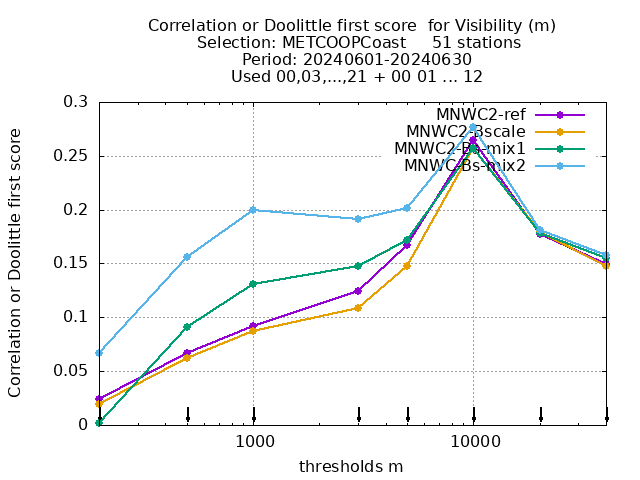 Correlation or Doolittle first score  for Visibility (m)
Selection: METCOOPCoast     51 stations
Period: 20240601-20240630
Used 00,03,...,21 + 00 01 ... 12
Correlation or Doolittle first score
0.3
0.25
0.2
0.15
0.1
0.05
0
MNWC2-ref
MNWC2-Bscale
MNWC2-Bs-mix1
MNWC-Bs-mix2
1000
10000
thresholds m